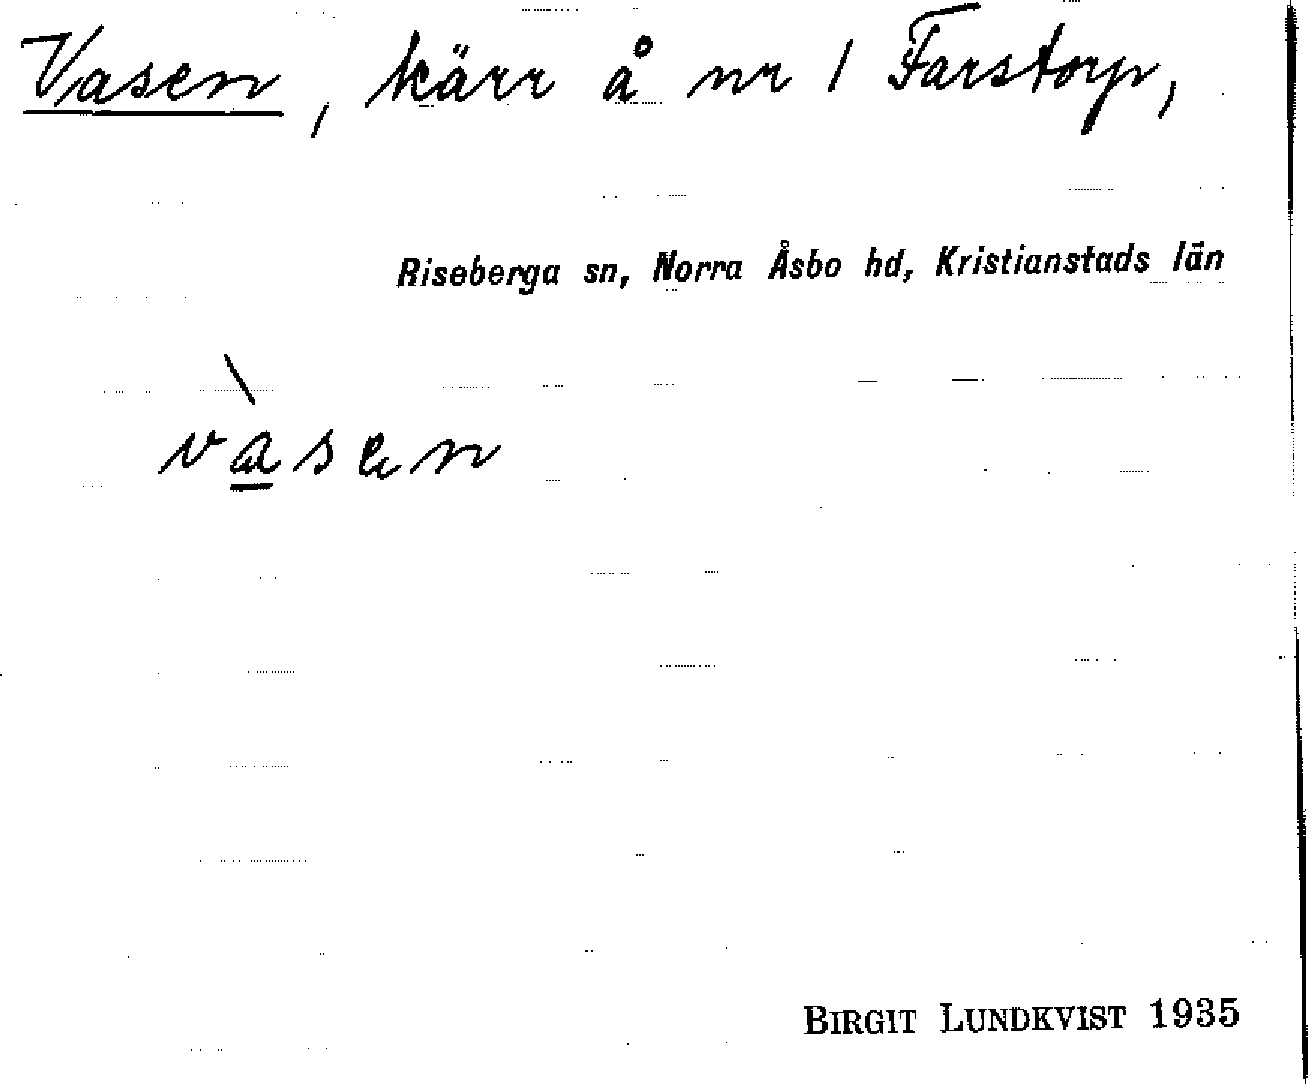 Vasen, kärr å nr 1 Farstorp,
Riseberga sn, Norra Åsbo hd, Kristianstads län
\
vasen
BIRGIT LUNDKVIST 1935